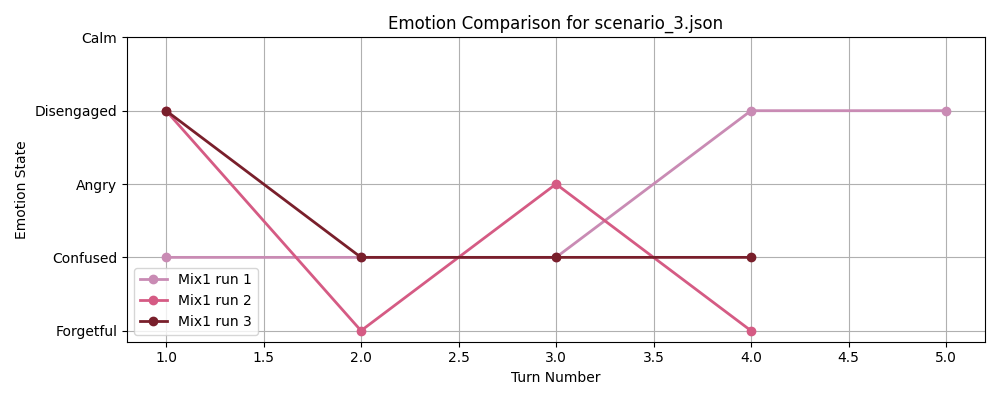 Emotion Comparison for scenario_3.json
Emotion State
Calm
Disengaged
Angry
Confused
Forgetful
Mix1 run 1
Mix1 run 2
Mix1 run 3
1.0 1.5 2.0 2.5 3.0 3.5 4.0 4.5 5.0
Turn Number